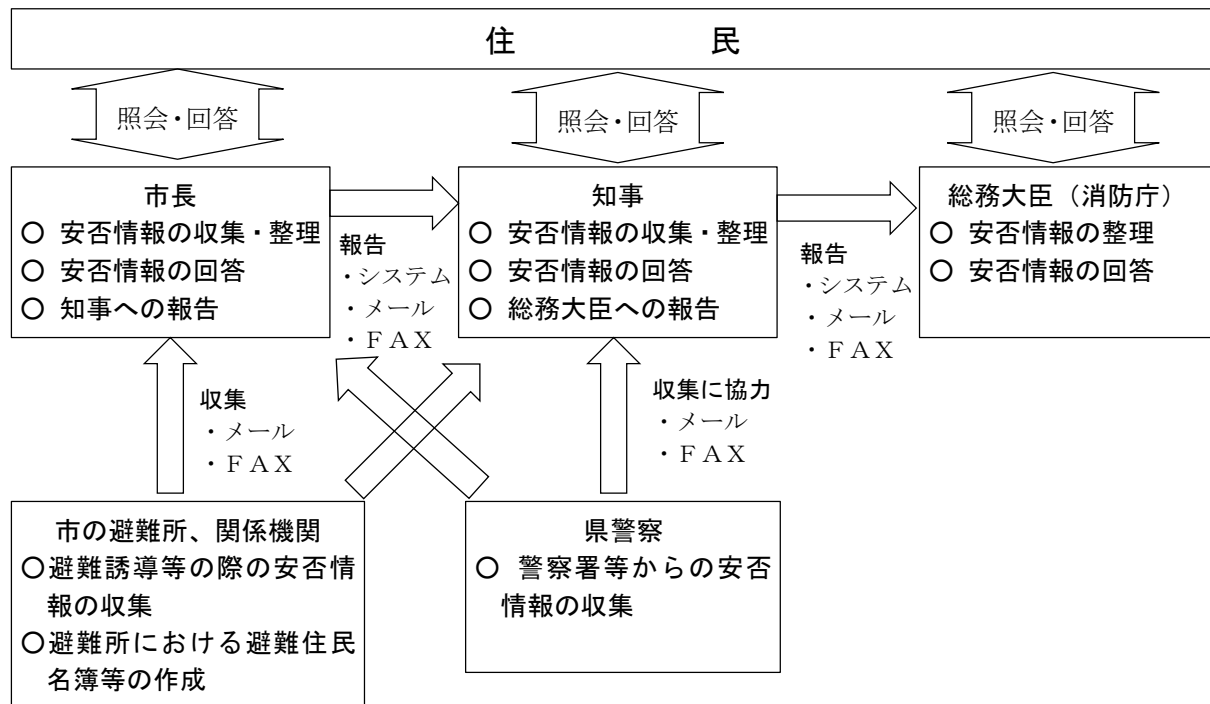 住　　　　民
照会・回答
照会・回答
照会・回答
市長
○ 安否情報の収集・整理
○ 安否情報の回答
○ 知事への報告
報告
・システム
・メール
・ＦＡＸ
知事
○ 安否情報の収集・整理
○ 安否情報の回答
○ 総務大臣への報告
報告
・システム
・メール
・ＦＡＸ
総務大臣（消防庁）
○ 安否情報の整理
○ 安否情報の回答
収集
・メール
・ＦＡＸ
収集に協力
・メール
・ＦＡＸ
市の避難所、関係機関
○避難誘導等の際の安否情
報の収集
○避難所における避難住民
名簿等の作成
県警察
○ 警察署等からの安否
情報の収集